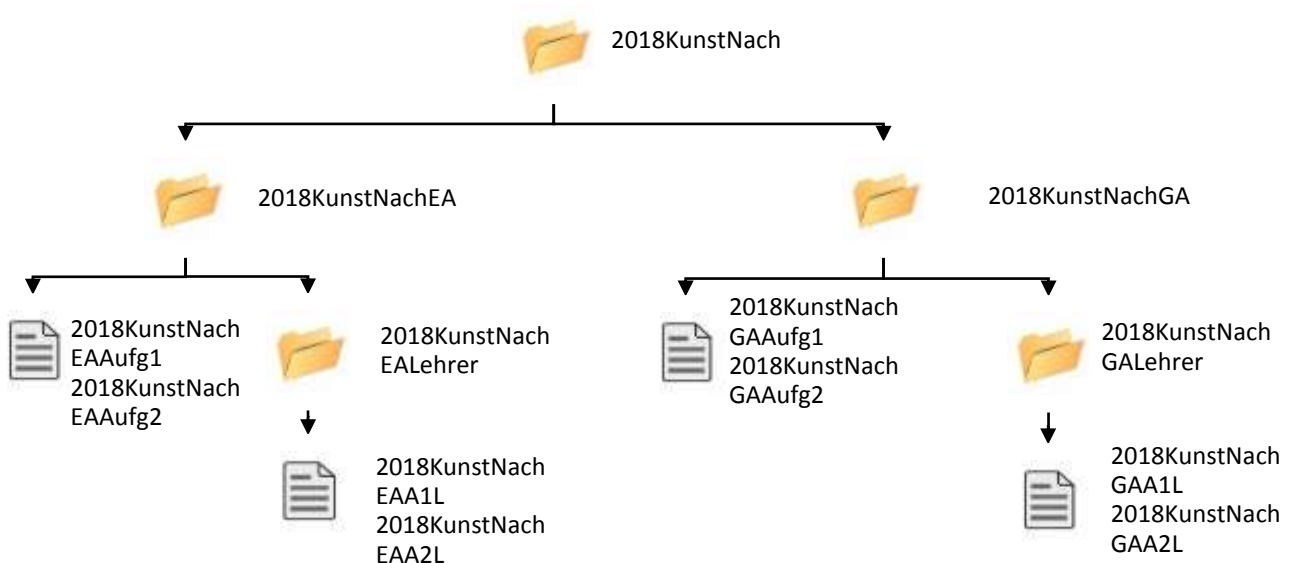 2018KunstNach
2018KunstNachEA
2018KunstNachGA
2018KunstNach
EAAufg1
2018KunstNach
EAAufg2
2018KunstNach
EALehrer
2018KunstNach
GAAufg1
2018KunstNach
GAAufg2
2018KunstNach
GALehrer
2018KunstNach
EAA1L
2018KunstNach
EAA2L
2018KunstNach
GAA1L
2018KunstNach
GAA2L